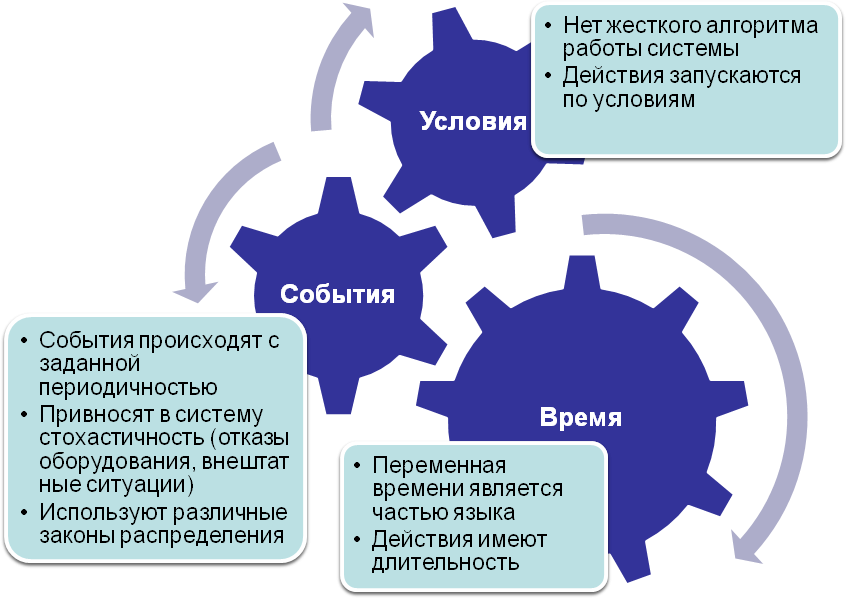 Условия
• Нет жесткого алгоритма
работы системы
• Действия запускаются
по условиям
События
• События происходят с
заданной
периодичностью
• Привносят в систему
стохастичность (отказы
оборудования, внештат
ные ситуации)
• Используют различные
законы распределения
Время
• Переменная
времени является
частью языка
• Действия имеют
длительность